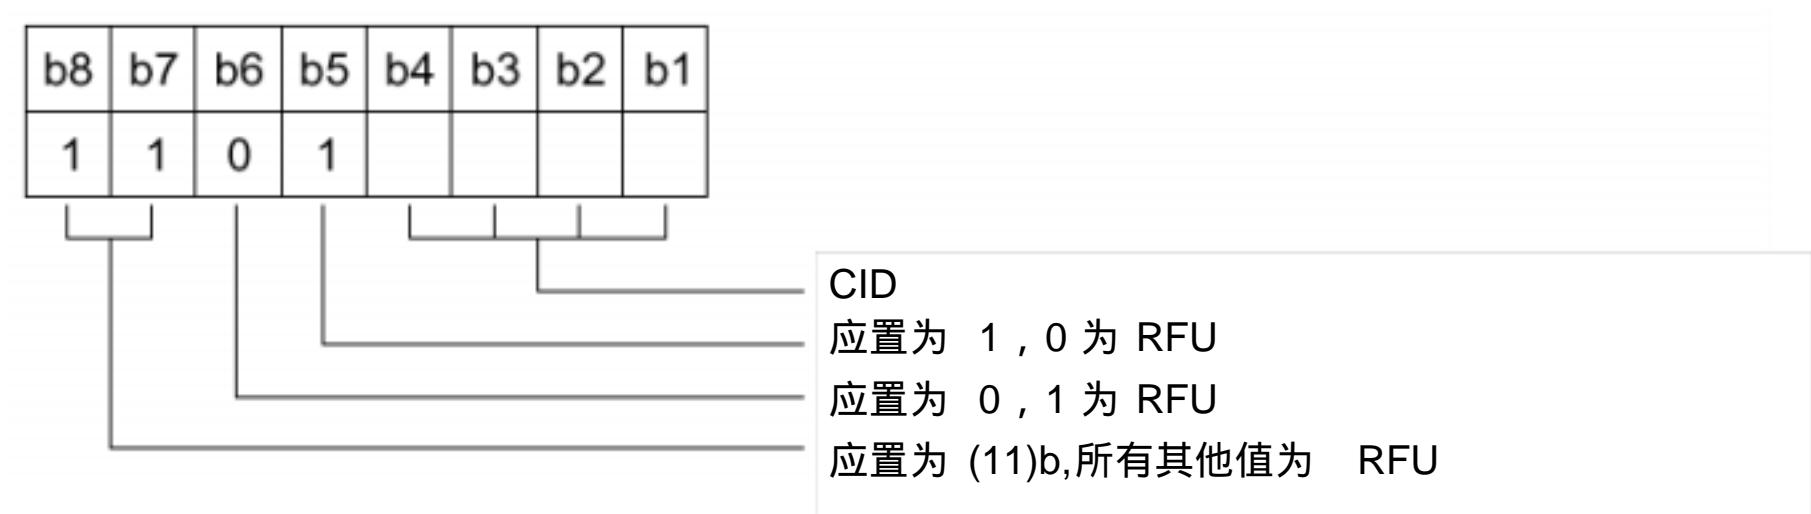 b8 b7 b6 b5 b4 b3 b2 b1
1 1 0 1
CID
应置为 1，0 为 RFU
应置为 0，1 为 RFU
应置为 (11)b,所有其他值为 RFU